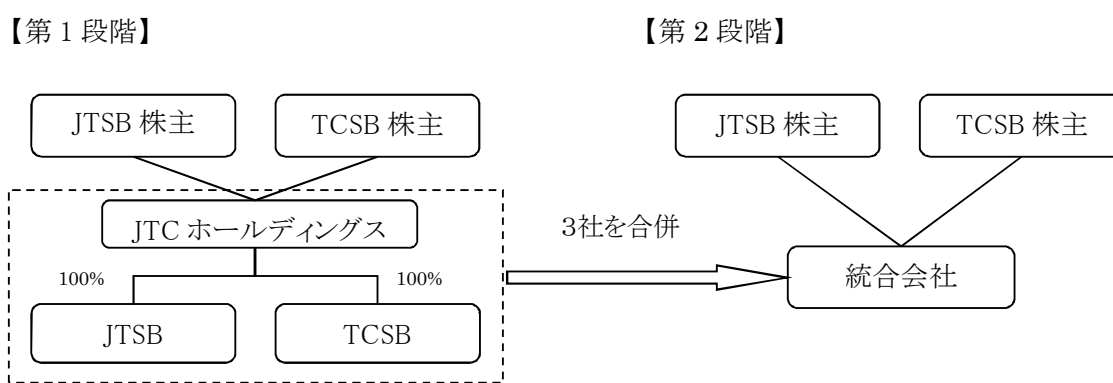 【第1段階】
【第2段階】
JTSB 株主
TCSB 株主
JTSB 株主
TCSB 株主
JTC ホールディングス
3社を合併
統合会社
100%
100%
JTSB
TCSB